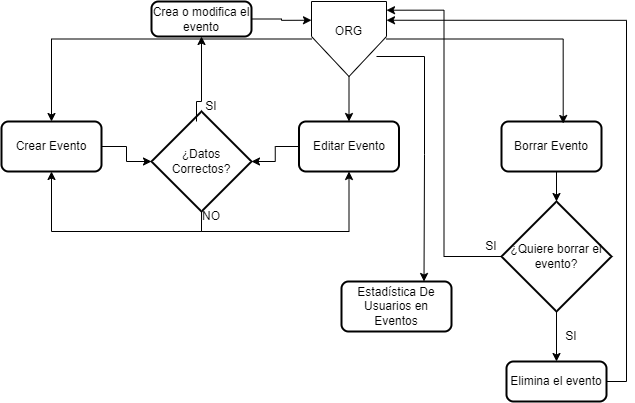 Crea o modifica el
evento
ORG
SI
Crear Evento
¿Datos
Correctos?
Editar Evento
Borrar Evento
NO
SI
¿Quiere borrar el
evento?
Estadística De
Usuarios en
Eventos
SI
Elimina el evento